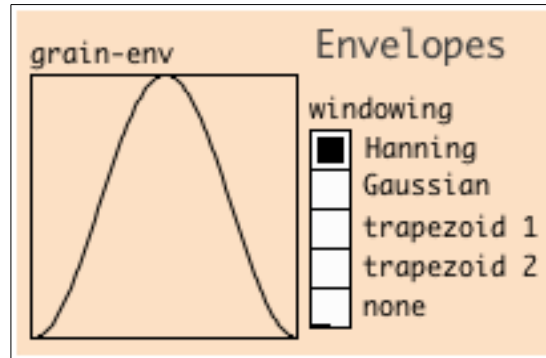 Envelopes
grain-env
windowing
Hanning
Gaussian
trapezoid 1
trapezoid 2
none